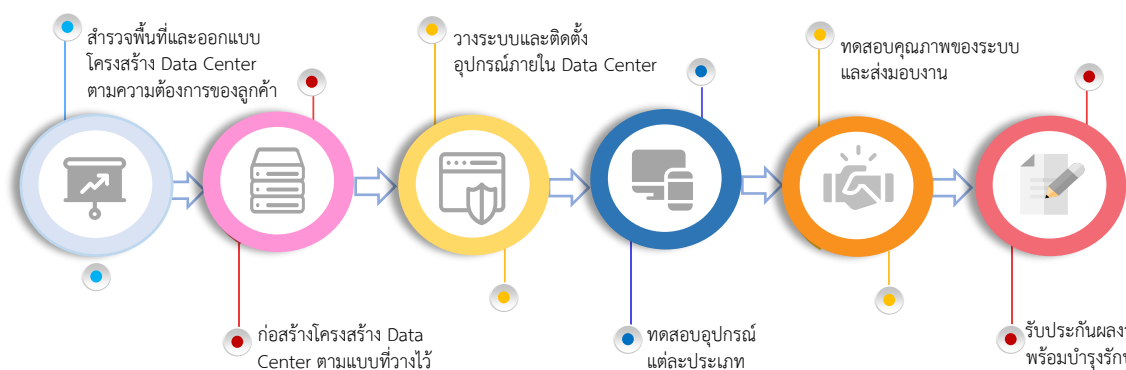 สำรวจพื้นที่และออกแบบ
โครงสร้าง Data Center
ตามความต้องการของลูกค้า
ก่อสร้างโครงสร้าง Data
Center ตามแบบที่วางไว้
วางระบบและติดตั้ง
อุปกรณ์ภายใน Data Center
ทดสอบอุปกรณ์
แต่ละประเภท
ทดสอบคุณภาพของระบบ
และส่งมอบงาน
รับประกันผล
พร้อมบำรุง